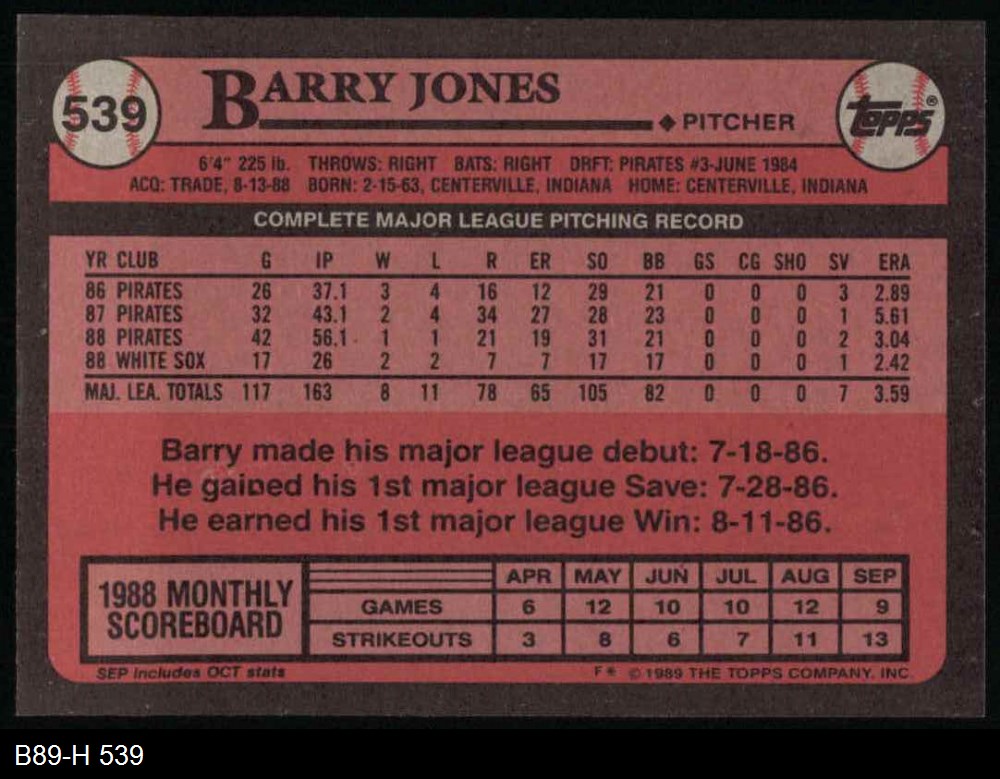 539
BARRY JONES
◆ PITCHER
TOPPS®
6'4" 225 lb. THROWS: RIGHT BATS: RIGHT DRFT: PIRATES #3-JUNE 1984
ACQ: TRADE, 8-13-88 BORN: 2-15-63, CENTERVILLE, INDIANA HOME: CENTERVILLE, INDIANA
COMPLETE MAJOR LEAGUE PITCHING RECORD
YR CLUB G IP W L R ER SO BB GS CG SHO SV ERA
86 PIRATES 26 37.1 3 4 16 12 29 21 0 0 0 3 2.89
87 PIRATES 32 43.1 2 4 34 27 28 23 0 0 0 1 5.61
88 PIRATES 42 56.1 1 1 21 19 31 21 0 0 0 2 3.04
88 WHITE SOX 17 26 2 2 7 7 17 17 0 0 0 1 2.42
MAJ. LEA. TOTALS 117 163 8 11 78 65 105 82 0 0 0 7 3.59
Barry made his major league debut: 7-18-86.
He gained his 1st major league Save: 7-28-86.
He earned his 1st major league Win: 8-11-86.
1988 MONTHLY
SCOREBOARD
APR MAY JUN JUL AUG SEP
GAMES 6 12 10 10 12 9
STRIKEOUTS 3 8 6 7 11 13
SEP includes OCT stats
F* © 1989 THE TOPPS COMPANY, INC.
B89-H 539